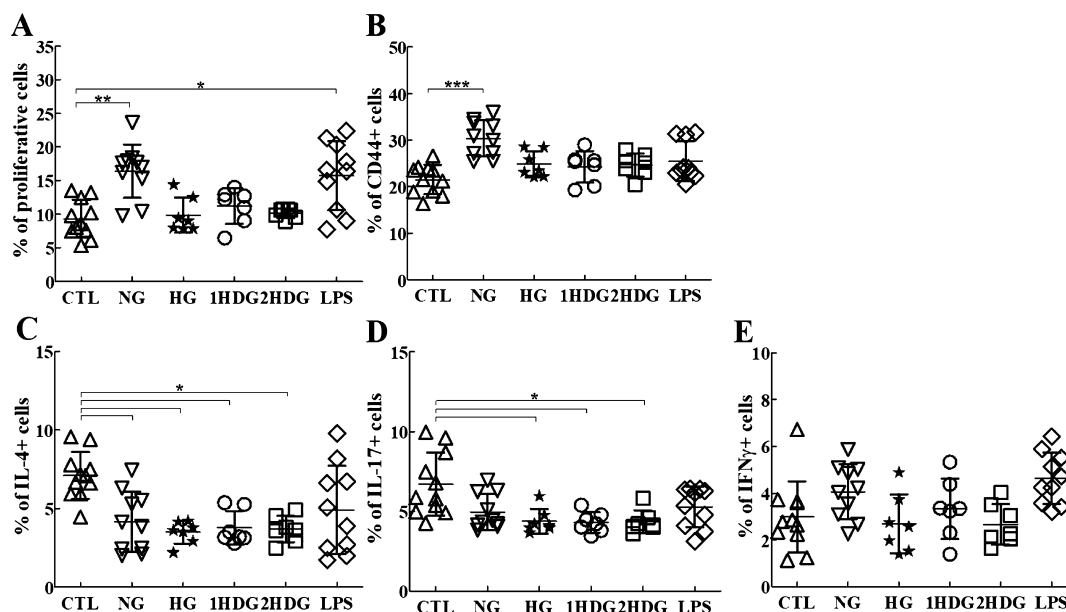 A
% of proliferative cells
35
30
25
20
15
10
5
0
*
**
CTL NG HG 1HDG 2HDG LPS
B
% of CD44+ cells
50
40
30
20
10
0
***
CTL NG HG 1HDG 2HDG LPS
C
% of IL-4+ cells
15
10
5
0
*
CTL NG HG 1HDG 2HDG LPS
D
% of IL-17+ cells
15
10
5
0
*
CTL NG HG 1HDG 2HDG LPS
E
% of IFNγ+ cells
10
8
6
4
2
0
CTL NG HG 1HDG 2HDG LPS